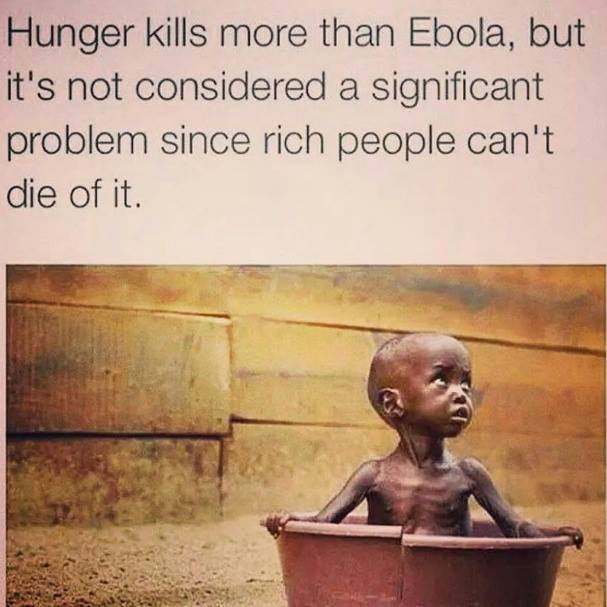 Hunger kills more than Ebola, but
it's not considered a significant
problem since rich people can't
die of it.